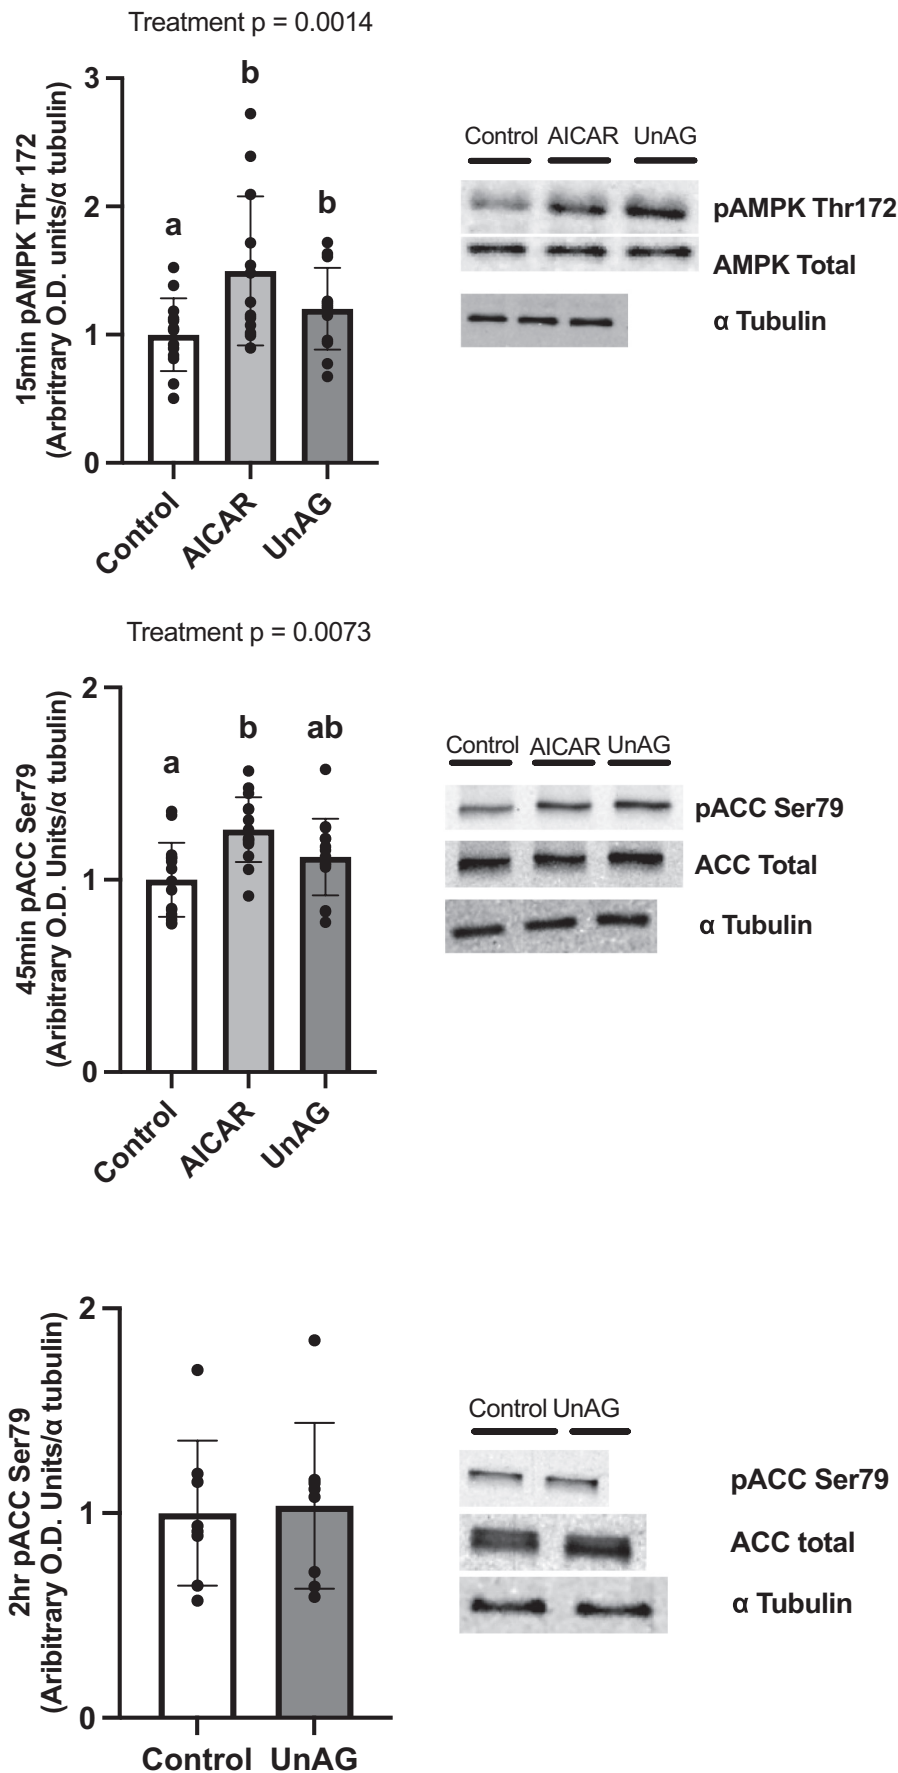 Treatment p = 0.0014
15min pAMPK Thr 172
(Arbritrary O.D. units/α tubulin)
3
2
1
0
a
b
b
Control
AICAR
UnAG
Control AICAR UnAG
pAMPK Thr172
AMPK Total
α Tubulin
Treatment p = 0.0073
45min pACC Ser79
(Aribitrary O.D. Units/α tubulin)
2
1
0
a
b
ab
Control
AICAR
UnAG
Control AICAR UnAG
pACC Ser79
ACC Total
α Tubulin
2hr pACC Ser79
(Aribitrary O.D. Units/α tubulin)
2
1
0
Control UnAG
Control UnAG
pACC Ser79
ACC total
α Tubulin